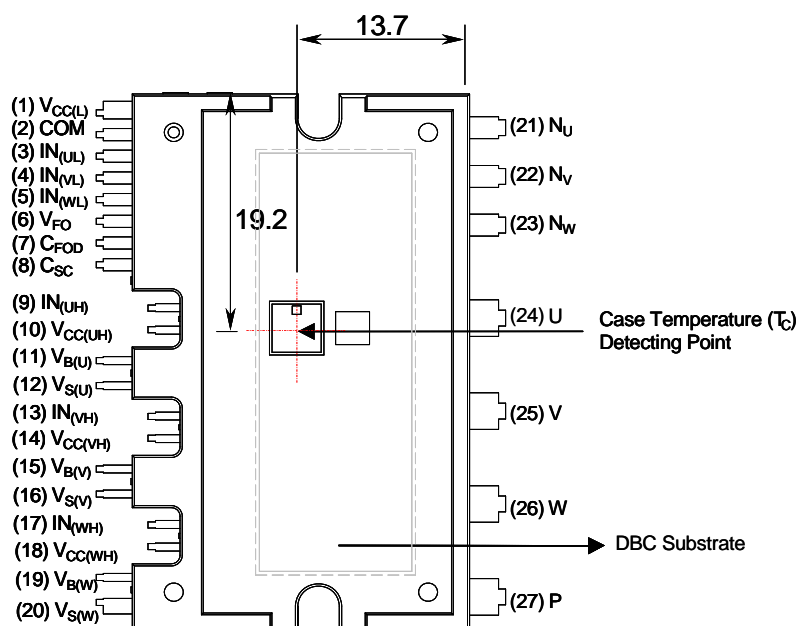 13.7
(1) VCC(L)
(2) COM
(3) IN(UL)
(4) IN(VL)
(5) IN(WL)
(6) VFO
(7) CFOD
(8) CSC
(9) IN(UH)
(10) VCC(UH)
(11) VB(U)
(12) VS(U)
(13) IN(VH)
(14) VCC(VH)
(15) VB(V)
(16) VS(V)
(17) IN(WH)
(18) VCC(WH)
(19) VB(W)
(20) VS(W)
19.2
(21) NU
(22) NV
(23) NW
(24) U
(25) V
(26) W
(27) P
Case Temperature (TC)
Detecting Point
DBC Substrate